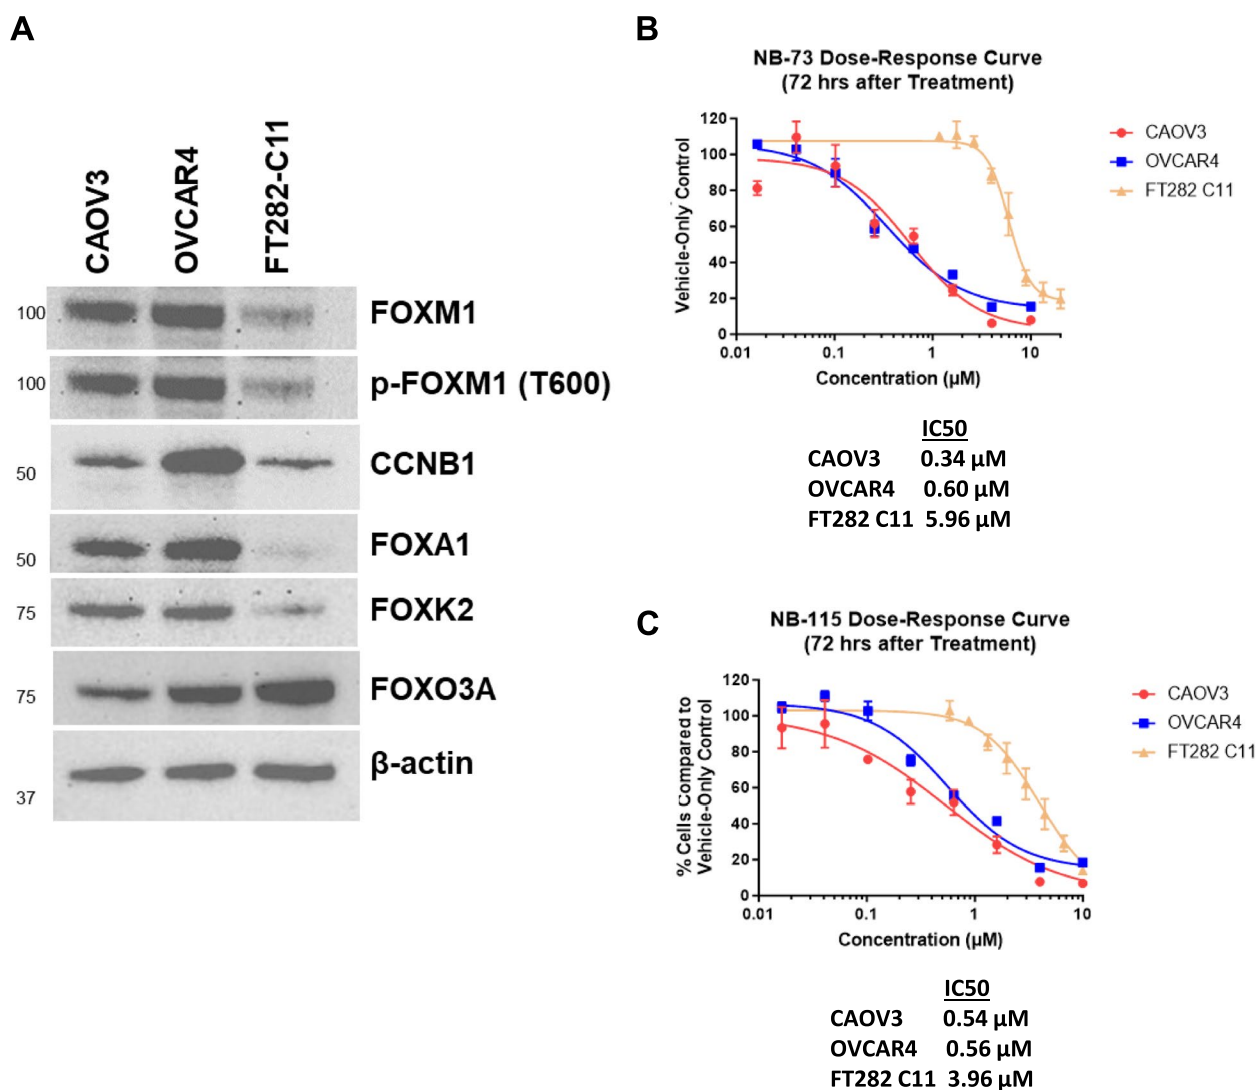 A
CAOV3
OVCAR4
FT282-C11
100 FOXM1
100 p-FOXM1 (T600)
50 CCNB1
50 FOXA1
75 FOXK2
75 FOXO3A
β-actin
37
B
NB-73 Dose-Response Curve
(72 hrs after Treatment)
Vehicle-Only Control
120
100
80
60
40
20
0
0.01 0.1 1 10
Concentration (µM)
CAOV3
OVCAR4
FT282 C11
IC50
CAOV3 0.34 µM
OVCAR4 0.60 µM
FT282 C11 5.96 µM
C
NB-115 Dose-Response Curve
(72 hrs after Treatment)
% Cells Compared to
Vehicle-Only Control
120
100
80
60
40
20
0
0.01 0.1 1 10
Concentration (µM)
CAOV3
OVCAR4
FT282 C11
IC50
CAOV3 0.54 µM
OVCAR4 0.56 µM
FT282 C11 3.96 µM